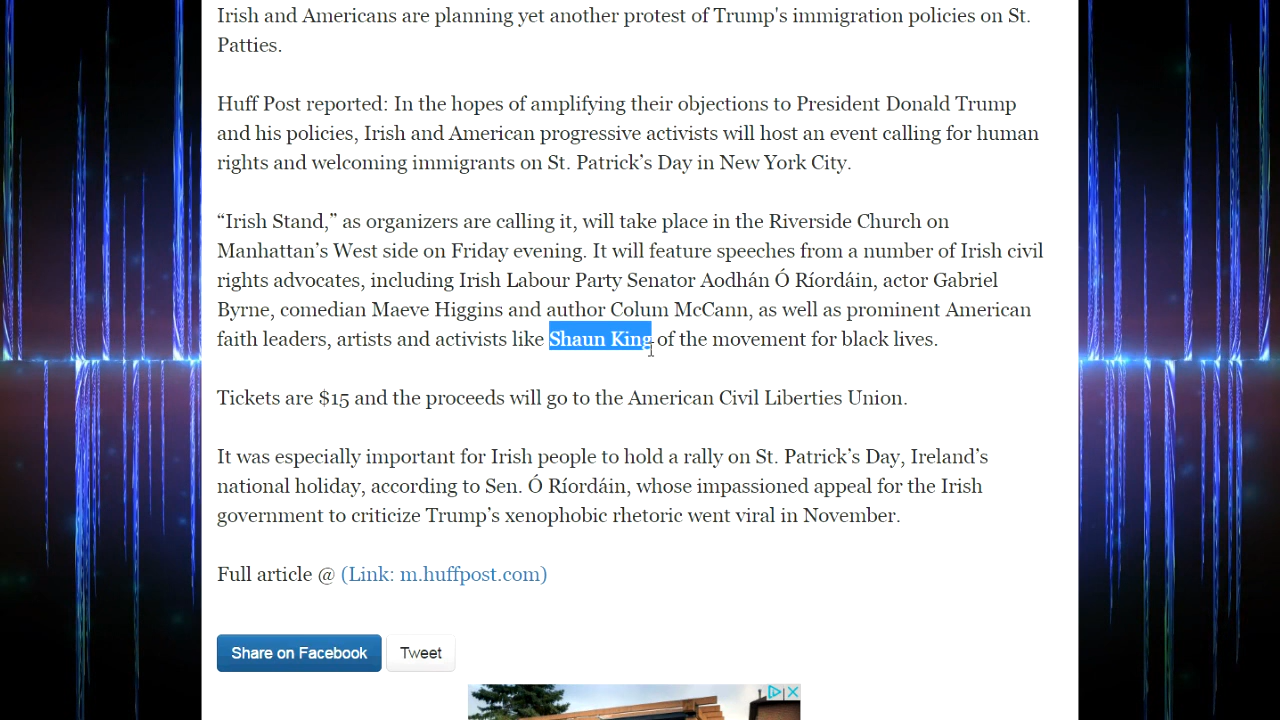 Irish and Americans are planning yet another protest of Trump's immigration policies on St.
Patties.
Huff Post reported: In the hopes of amplifying their objections to President Donald Trump
and his policies, Irish and American progressive activists will host an event calling for human
rights and welcoming immigrants on St. Patrick’s Day in New York City.
“Irish Stand,” as organizers are calling it, will take place in the Riverside Church on
Manhattan’s West side on Friday evening. It will feature speeches from a number of Irish civil
rights advocates, including Irish Labour Party Senator Aodhán Ó Ríordáin, actor Gabriel
Byrne, comedian Maeve Higgins and author Colum McCann, as well as prominent American
faith leaders, artists and activists like Shaun King of the movement for black lives.
Tickets are $15 and the proceeds will go to the American Civil Liberties Union.
It was especially important for Irish people to hold a rally on St. Patrick’s Day, Ireland’s
national holiday, according to Sen. Ó Ríordáin, whose impassioned appeal for the Irish
government to criticize Trump’s xenophobic rhetoric went viral in November.
Full article @ (Link: m.huffpost.com)
Share on Facebook Tweet